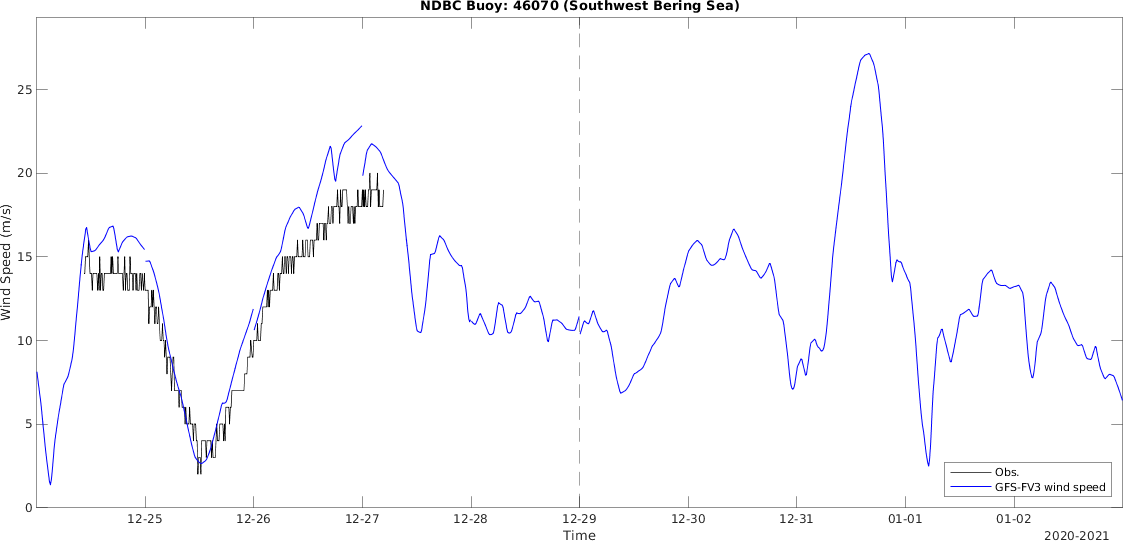 NDBC Buoy: 46070 (Southwest Bering Sea)
25
20
15
10
5
0
Wind Speed (m/s)
12-25 12-26 12-27 12-28 12-29 12-30 12-31 01-01 01-02
Time
2020-2021
Obs.
GFS-FV3 wind speed